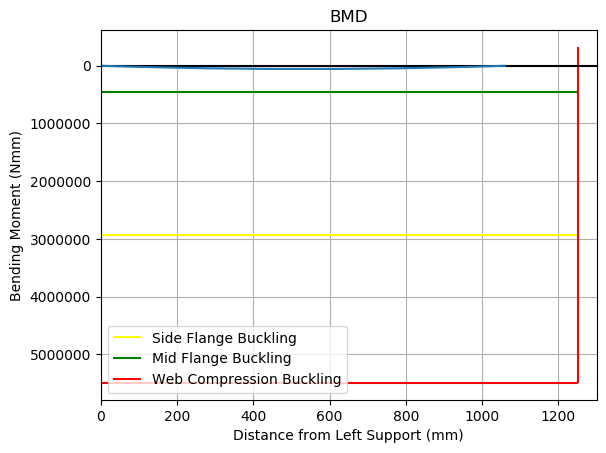 BMD
0
1000000
2000000
3000000
4000000
5000000
Bending Moment (Nmm)
Side Flange Buckling
Mid Flange Buckling
Web Compression Buckling
0 200 400 600 800 1000 1200
Distance from Left Support (mm)